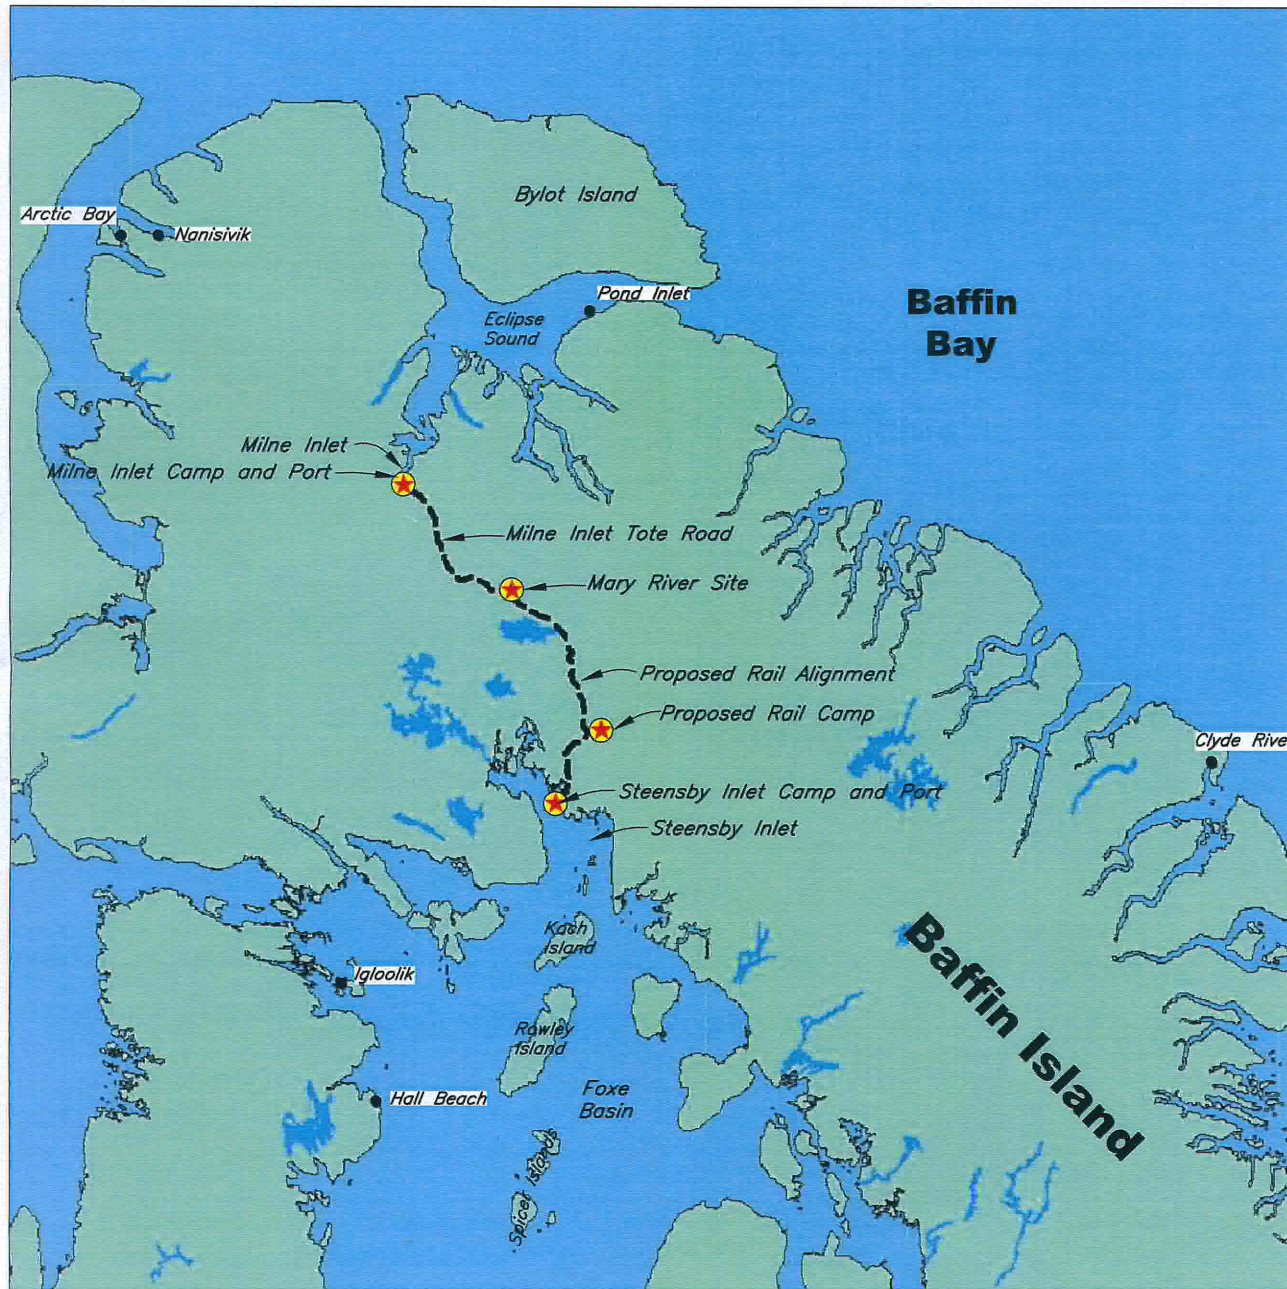 Bylot Island
Arctic Bay
Nanisivik
Pond Inlet
Baffin
Bay
Eclipse
Sound
Milne Inlet
Milne Inlet Camp and Port
Milne Inlet Tote Road
Mary River Site
Proposed Rail Alignment
Proposed Rail Camp
Clyde River
Steensby Inlet Camp and Port
Steensby Inlet
Koch
Island
Baffin Island
Igloolik
Rowley
Island
Foxe
Basin
Hall Beach
Spicer Islands